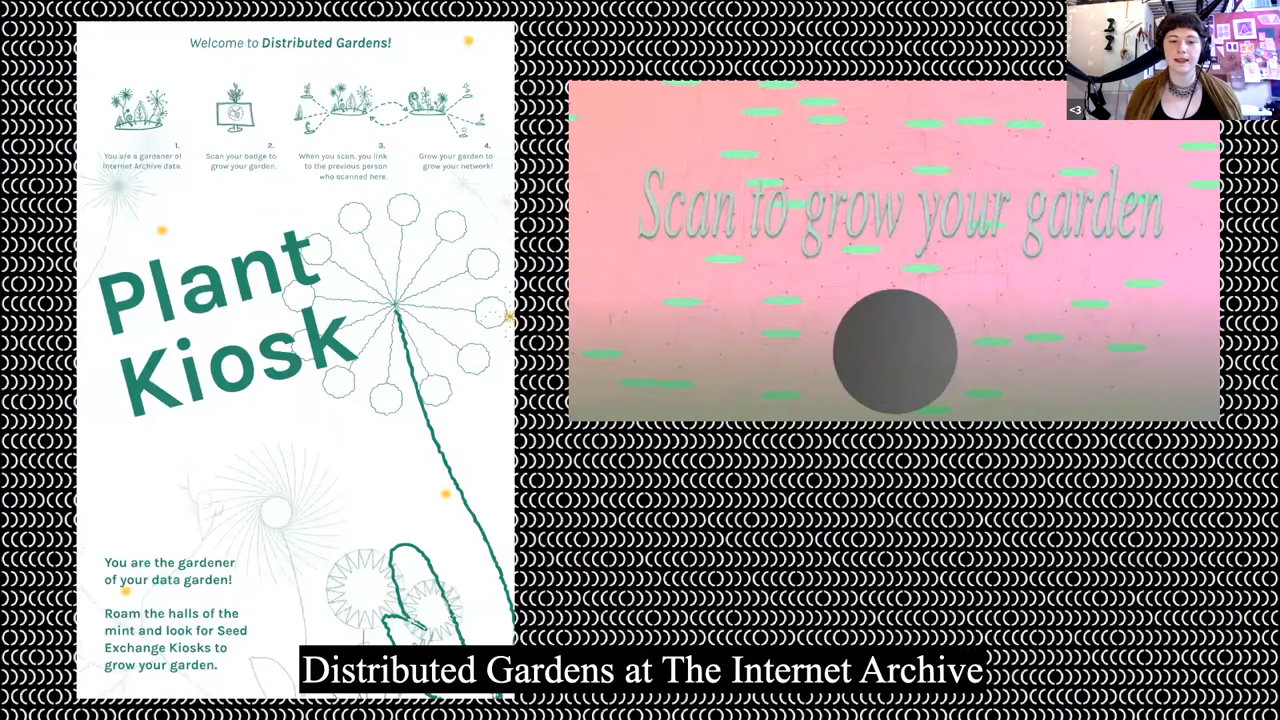 Welcome to Distributed Gardens!
1.
You are a gardener of
Internet Archive data.
2.
Scan your badge to
grow your garden.
3.
When you scan, you link
to the previous person
who scanned here.
4.
Grow your garden to
grow your network!
Plant
Kiosk
You are the gardener
of your data garden!
Roam the halls of the
mint and look for Seed
Exchange Kiosks to
grow your garden.
Scan to grow your garden
<3
Distributed Gardens at The Internet Archive